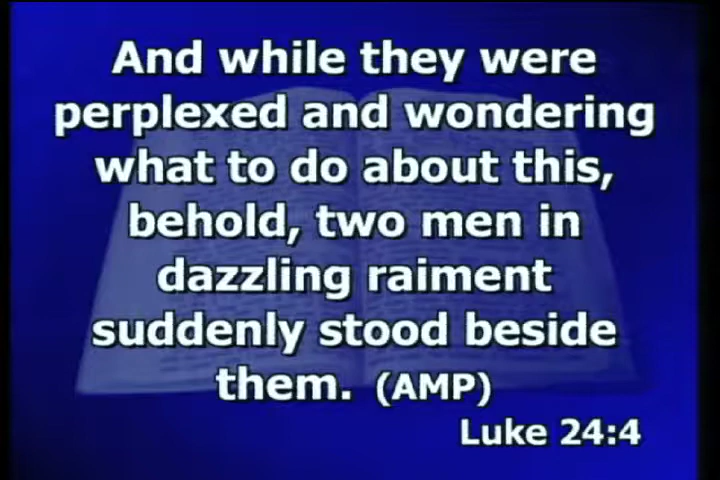 And while they were
perplexed and wondering
what to do about this,
behold, two men in
dazzling raiment
suddenly stood beside
them. (AMP)
Luke 24:4